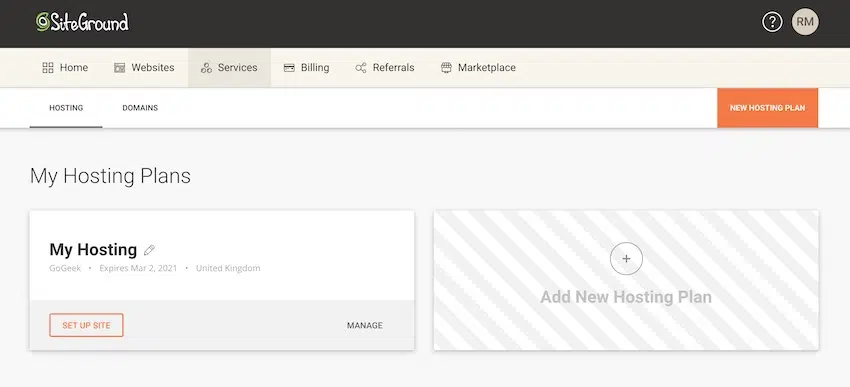 SiteGround
? RM
Home Websites Services Billing Referrals Marketplace
HOSTING DOMAINS NEW HOSTING PLAN
My Hosting Plans
My Hosting
GoGeek • Expires Mar 2, 2021 • United Kingdom
+
Add New Hosting Plan
SET UP SITE MANAGE